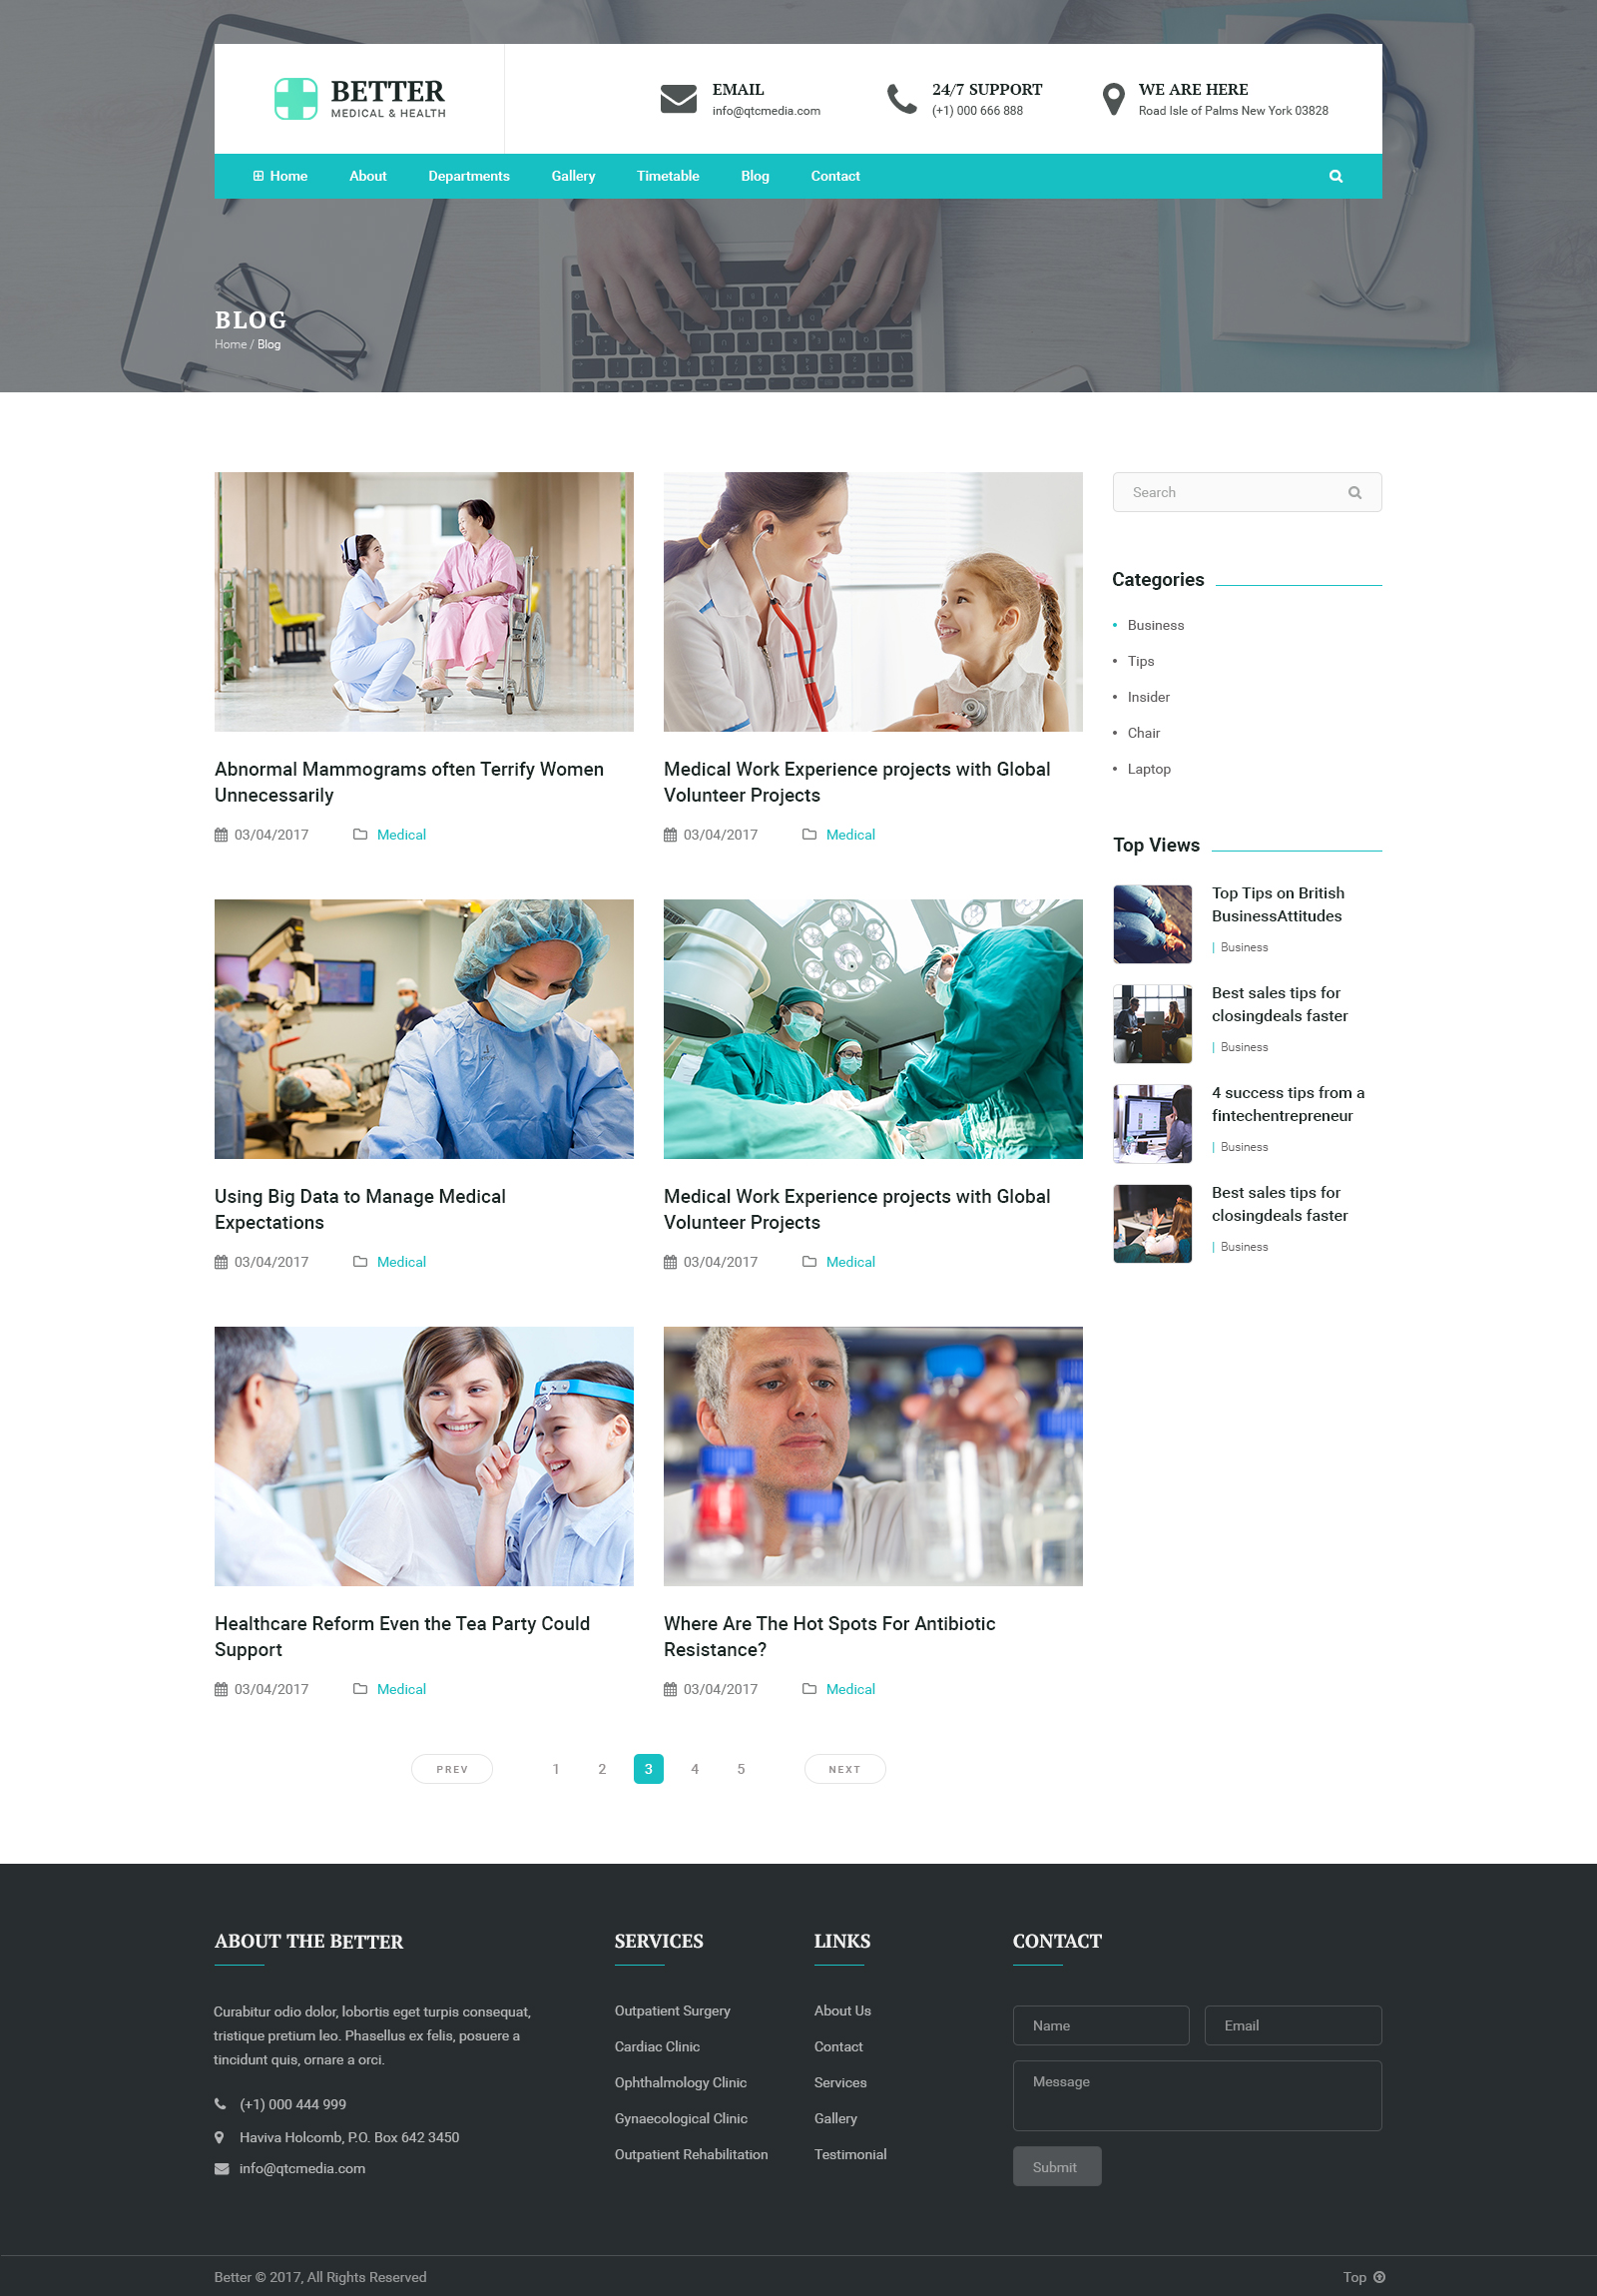 BETTER
MEDICAL & HEALTH
EMAIL
info@qtcmedia.com
24/7 SUPPORT
(+1) 000 666 888
WE ARE HERE
Road Isle of Palms New York 03828
Home
About
Departments
Gallery
Timetable
Blog
Contact
BLOG
Home / Blog
Abnormal Mammograms often Terrify Women
Unnecessarily
03/04/2017
Medical
Medical Work Experience projects with Global
Volunteer Projects
03/04/2017
Medical
Using Big Data to Manage Medical
Expectations
03/04/2017
Medical
Medical Work Experience projects with Global
Volunteer Projects
03/04/2017
Medical
Healthcare Reform Even the Tea Party Could
Support
03/04/2017
Medical
Where Are The Hot Spots For Antibiotic
Resistance?
03/04/2017
Medical
PREV
1
2
3
4
5
NEXT
Search
Categories
Business
Tips
Insider
Chair
Laptop
Top Views
Top Tips on British
BusinessAttitudes
| Business
Best sales tips for
closingdeals faster
| Business
4 success tips from a
fintechentrepreneur
| Business
Best sales tips for
closingdeals faster
| Business
ABOUT THE BETTER
Curabitur odio dolor, lobortis eget turpis consequat,
tristique pretium leo. Phasellus ex felis, posuere a
tincidunt quis, ornare a orci.
(+1) 000 444 999
Haviva Holcomb, P.O. Box 642 3450
info@qtcmedia.com
SERVICES
Outpatient Surgery
Cardiac Clinic
Ophthalmology Clinic
Gynaecological Clinic
Outpatient Rehabilitation
LINKS
About Us
Contact
Services
Gallery
Testimonial
CONTACT
Name
Email
Message
Submit
Better © 2017, All Rights Reserved
Top